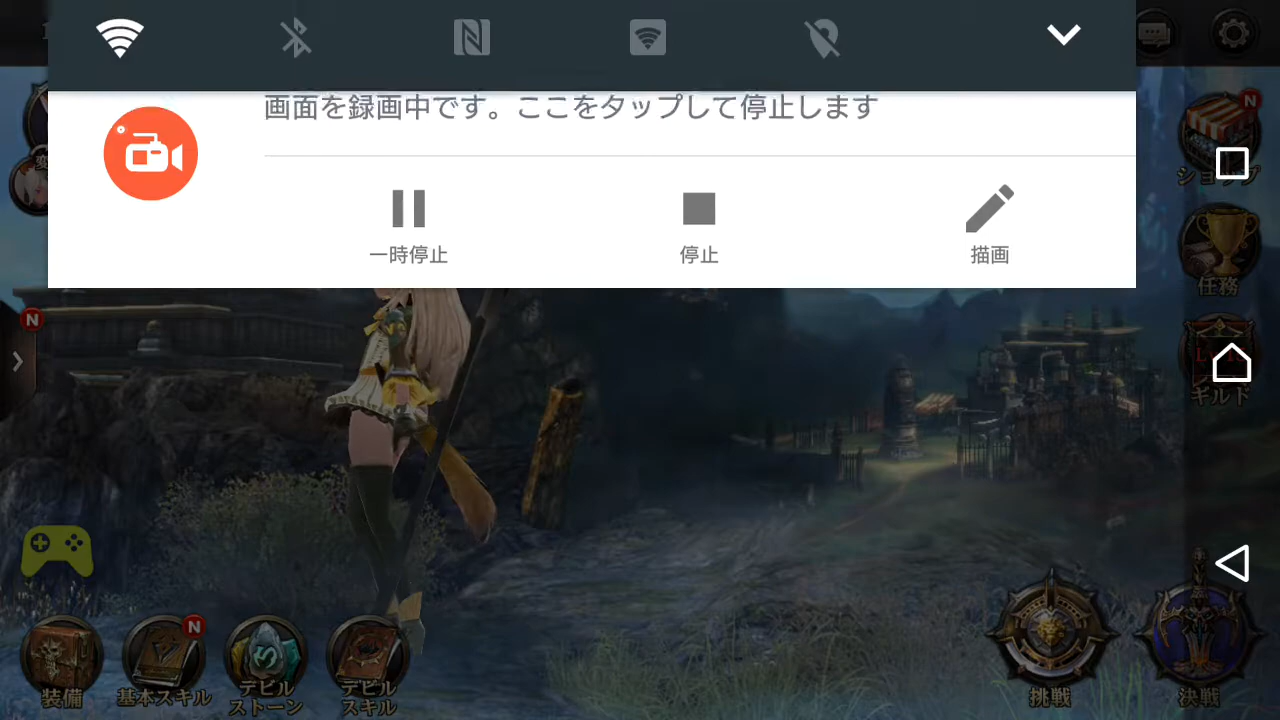 画面を録画中です。ここをタップして停止します
一時停止
停止
描画
N
ショップ
任務
N
ギルド
N
装備
基本スキル
デビル
ストーン
デビル
スキル
挑戦
決戦